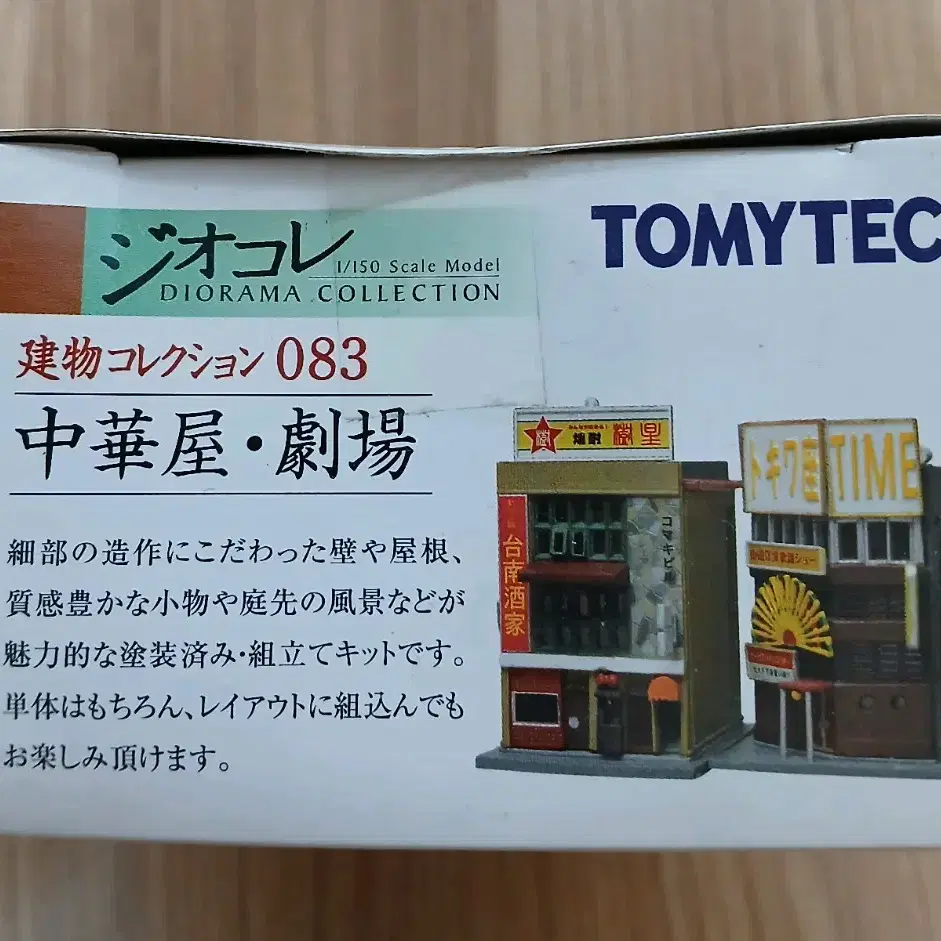 ジオコレ
1/150 Scale Model
DIORAMA COLLECTION
TOMYTEC
建物コレクション 083
中華屋・劇場
細部の造作にこだわった壁や屋根、
質感豊かな小物や庭先の風景などが
魅力的な塗装済み・組立てキットです。
単体はもちろん、レイアウトに組込んでも
お楽しみ頂けます。
樹
焼酎
樹星
台南酒家
コマキビル
トキワ座
TIME